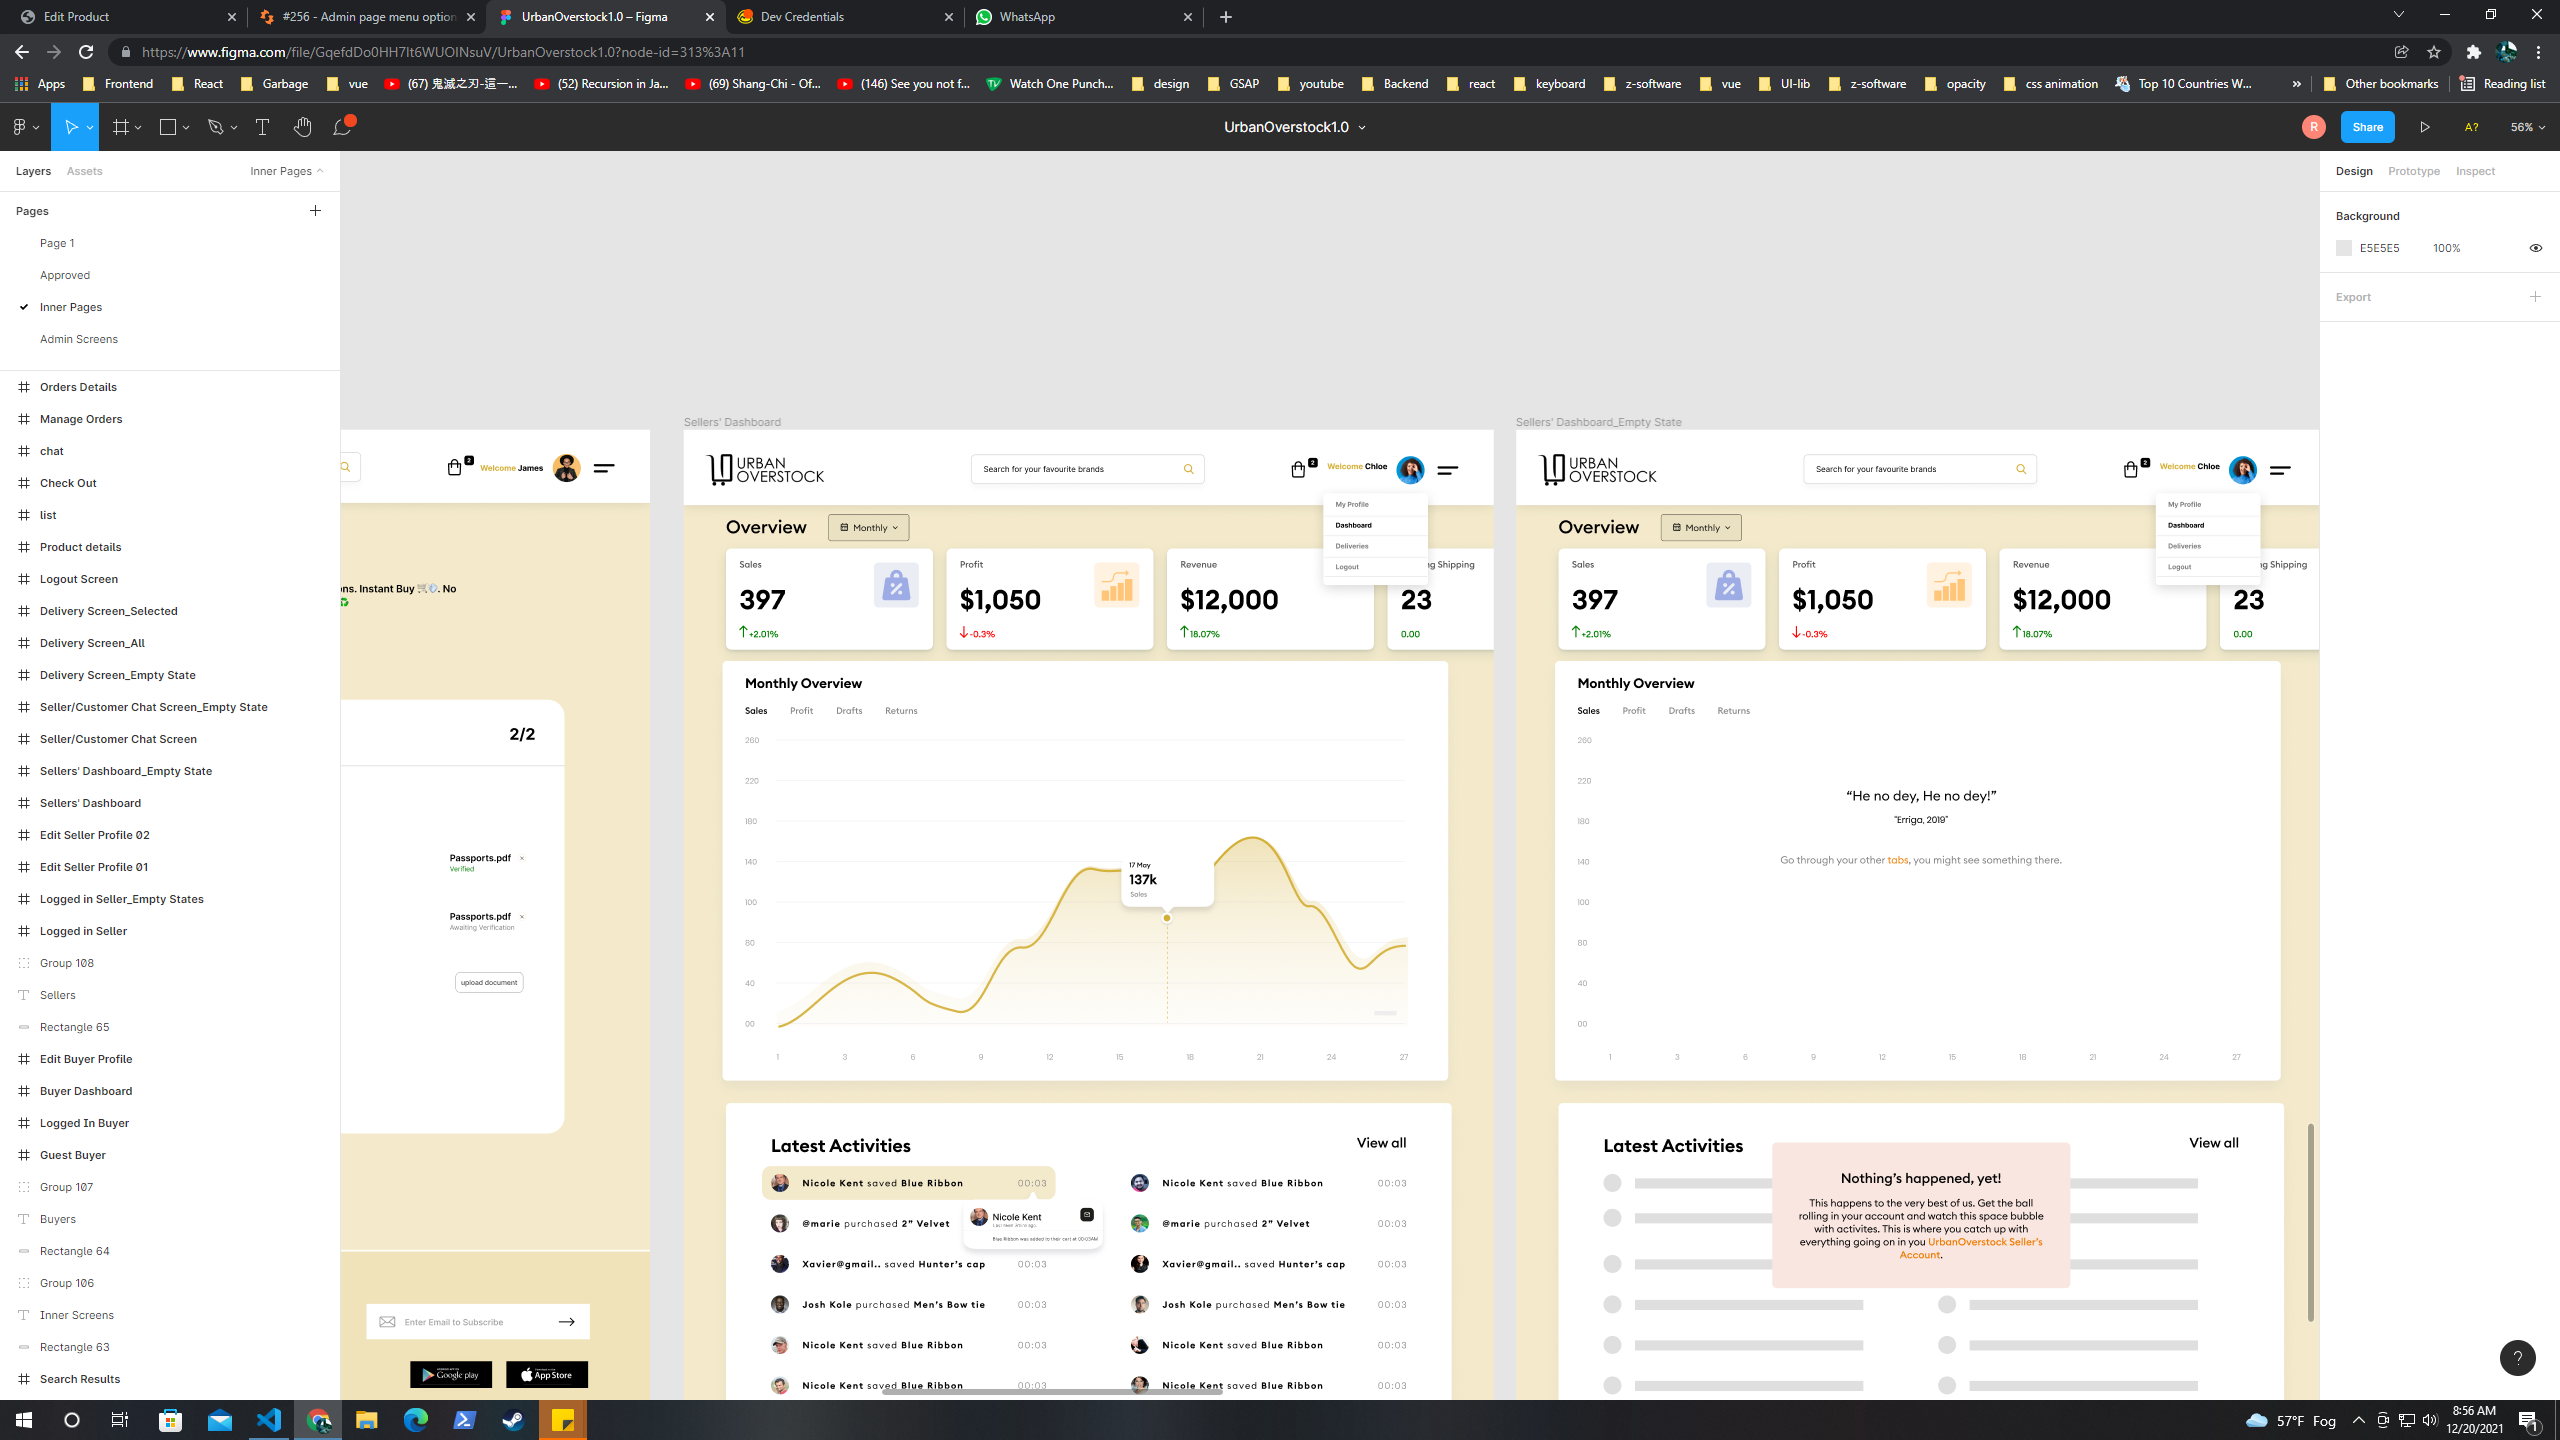 Edit Product
#256 - Admin page menu option
UrbanOverstock1.0 – Figma
Dev Credentials
WhatsApp
https://www.figma.com/file/GqefdDo0HH7lt6WUOINsuV/UrbanOverstock1.0?node-id=313%3A11
Apps
Frontend
React
Garbage
vue
(67) 鬼滅之刃-這一...
(52) Recursion in Ja...
(69) Shang-Chi - Of...
(146) See you not f...
Watch One Punch...
design
GSAP
youtube
Backend
react
keyboard
z-software
vue
UI-lib
z-software
opacity
css animation
Top 10 Countries W...
»
Other bookmarks
Reading list
UrbanOverstock1.0
R
Share
A?
56%
Layers
Assets
Inner Pages
Pages
Page 1
Approved
Inner Pages
Admin Screens
Orders Details
Manage Orders
chat
Check Out
list
Product details
Logout Screen
Delivery Screen_Selected
Delivery Screen_All
Delivery Screen_Empty State
Seller/Customer Chat Screen_Empty State
Seller/Customer Chat Screen
Sellers' Dashboard_Empty State
Sellers' Dashboard
Edit Seller Profile 02
Edit Seller Profile 01
Logged in Seller_Empty States
Logged in Seller
Group 108
Sellers
Rectangle 65
Edit Buyer Profile
Buyer Dashboard
Logged In Buyer
Guest Buyer
Group 107
Buyers
Rectangle 64
Group 106
Inner Screens
Rectangle 63
Search Results
2
Welcome James
ons. Instant Buy 🛒. No
2/2
Passports.pdf ×
Verified
Passports.pdf ×
Awaiting Verification
upload document
Enter Email to Subscribe
Google play
App Store
Sellers' Dashboard
URBAN
OVERSTOCK
Search for your favourite brands
2
Welcome Chloe
My Profile
Dashboard
Deliveries
Logout
Overview
Monthly
Sales
397
+2.01%
Profit
$1,050
-0.3%
Revenue
$12,000
18.07%
g Shipping
23
0.00
Monthly Overview
Sales Profit Drafts Returns
260
220
180
140
100
80
40
00
17 May
137k
Sales
1 3 6 9 12 15 18 21 24 27
Latest Activities
View all
Nicole Kent saved Blue Ribbon 00:03
@marie purchased 2” Velvet
Xavier@gmail.. saved Hunter’s cap 00:03
Josh Kole purchased Men’s Bow tie 00:03
Nicole Kent saved Blue Ribbon 00:03
Nicole Kent saved Blue Ribbon 00:03
Nicole Kent
Blue Ribbon was added to their cart at 00:03AM
Nicole Kent saved Blue Ribbon 00:03
@marie purchased 2” Velvet 00:03
Xavier@gmail.. saved Hunter’s cap 00:03
Josh Kole purchased Men’s Bow tie 00:03
Nicole Kent saved Blue Ribbon 00:03
Nicole Kent saved Blue Ribbon 00:03
Sellers' Dashboard_Empty State
URBAN
OVERSTOCK
Search for your favourite brands
2
Welcome Chloe
My Profile
Dashboard
Deliveries
Logout
Overview
Monthly
Sales
397
+2.01%
Profit
$1,050
-0.3%
Revenue
$12,000
18.07%
g Shipping
23
0.00
Monthly Overview
Sales Profit Drafts Returns
260
220
180
140
100
80
40
00
“He no dey, He no dey!”
"Erriga, 2019"
Go through your other tabs, you might see something there.
1 3 6 9 12 15 18 21 24 27
Latest Activities
View all
Nothing’s happened, yet!
This happens to the very best of us. Get the ball
rolling in your account and watch this space bubble
with activites. This is where you catch up with
everything going on in you UrbanOverstock Seller’s
Account.
Design
Prototype
Inspect
Background
E5E5E5
100%
Export
?
57°F Fog
8:56 AM
12/20/2021
1